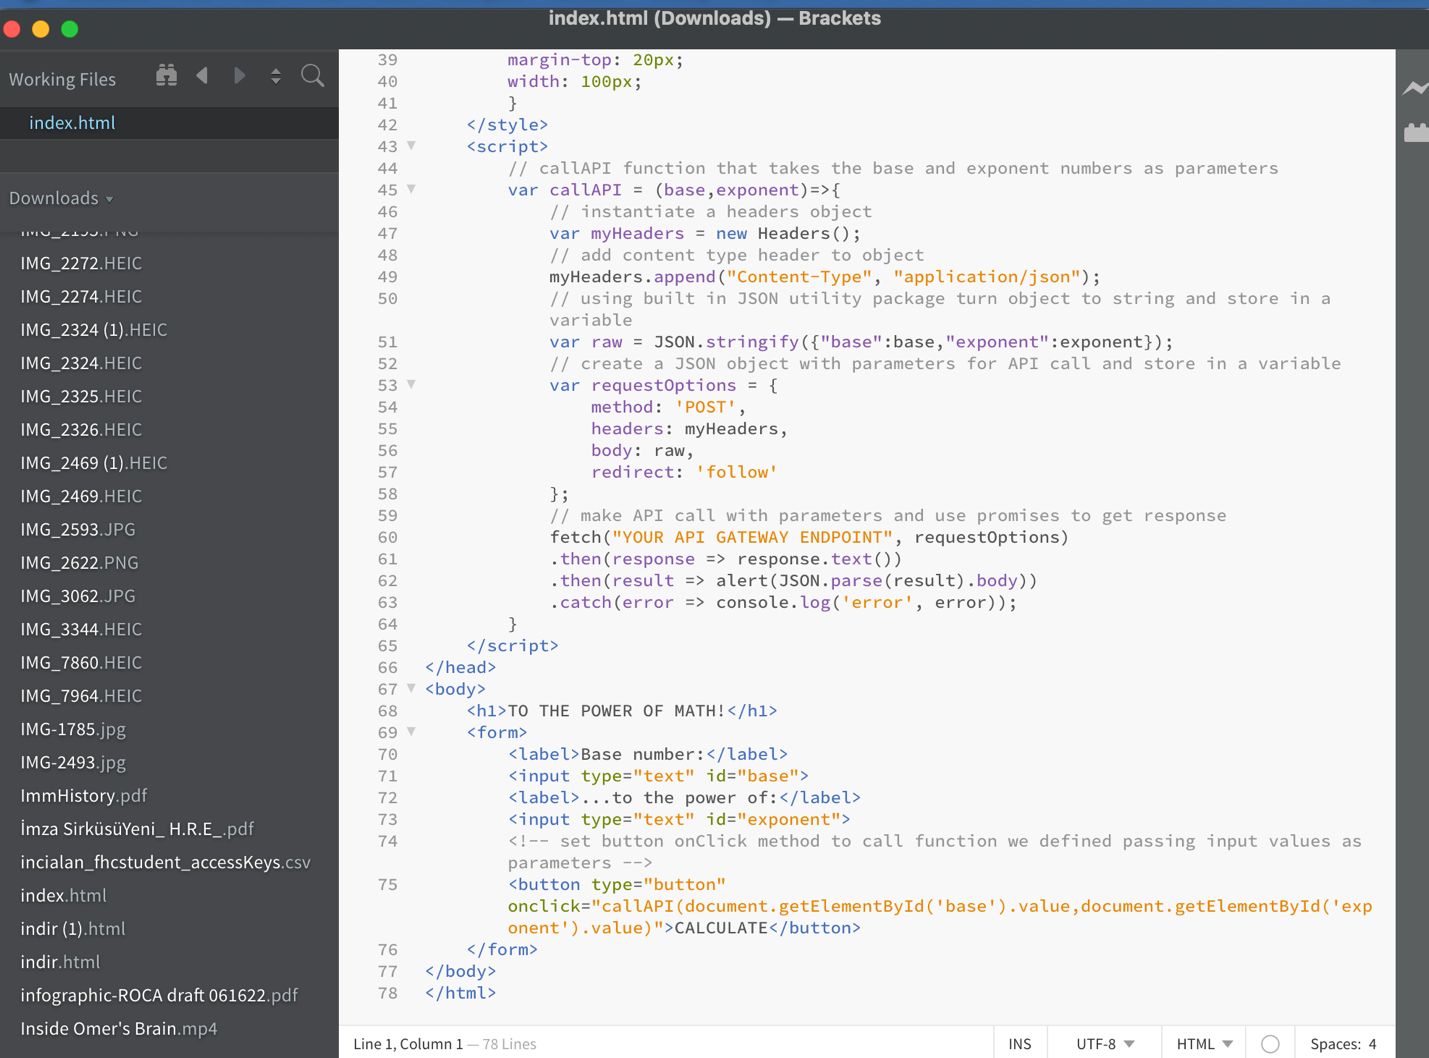 index.html (Downloads) — Brackets
Working Files
index.html
Downloads
IMG_2272.HEIC
IMG_2274.HEIC
IMG_2324 (1).HEIC
IMG_2324.HEIC
IMG_2325.HEIC
IMG_2326.HEIC
IMG_2469 (1).HEIC
IMG_2469.HEIC
IMG_2593.JPG
IMG_2622.PNG
IMG_3062.JPG
IMG_3344.HEIC
IMG_7860.HEIC
IMG_7964.HEIC
IMG-1785.jpg
IMG-2493.jpg
ImmHistory.pdf
İmza SirküsüYeni_ H.R.E_.pdf
incialan_fhcstudent_accessKeys.csv
index.html
indir (1).html
indir.html
infographic-ROCA draft 061622.pdf
Inside Omer's Brain.mp4
39 margin-top: 20px;
40 width: 100px;
41 }
42 </style>
43 <script>
44 // callAPI function that takes the base and exponent numbers as parameters
45 var callAPI = (base,exponent)=>{
46 // instantiate a headers object
47 var myHeaders = new Headers();
48 // add content type header to object
49 myHeaders.append("Content-Type", "application/json");
50 // using built in JSON utility package turn object to string and store in a
variable
51 var raw = JSON.stringify({"base":base,"exponent":exponent});
52 // create a JSON object with parameters for API call and store in a variable
53 var requestOptions = {
54 method: 'POST',
55 headers: myHeaders,
56 body: raw,
57 redirect: 'follow'
58 };
59 // make API call with parameters and use promises to get response
60 fetch("YOUR API GATEWAY ENDPOINT", requestOptions)
61 .then(response => response.text())
62 .then(result => alert(JSON.parse(result).body))
63 .catch(error => console.log('error', error));
64 }
65 </script>
66 </head>
67 <body>
68 <h1>TO THE POWER OF MATH!</h1>
69 <form>
70 <label>Base number:</label>
71 <input type="text" id="base">
72 <label>...to the power of:</label>
73 <input type="text" id="exponent">
74 <!-- set button onClick method to call function we defined passing input values as
parameters -->
75 <button type="button"
onclick="callAPI(document.getElementById('base').value,document.getElementById('exp
onent').value)">CALCULATE</button>
76 </form>
77 </body>
78 </html>
Line 1, Column 1 — 78 Lines
INS
UTF-8
HTML
Spaces: 4